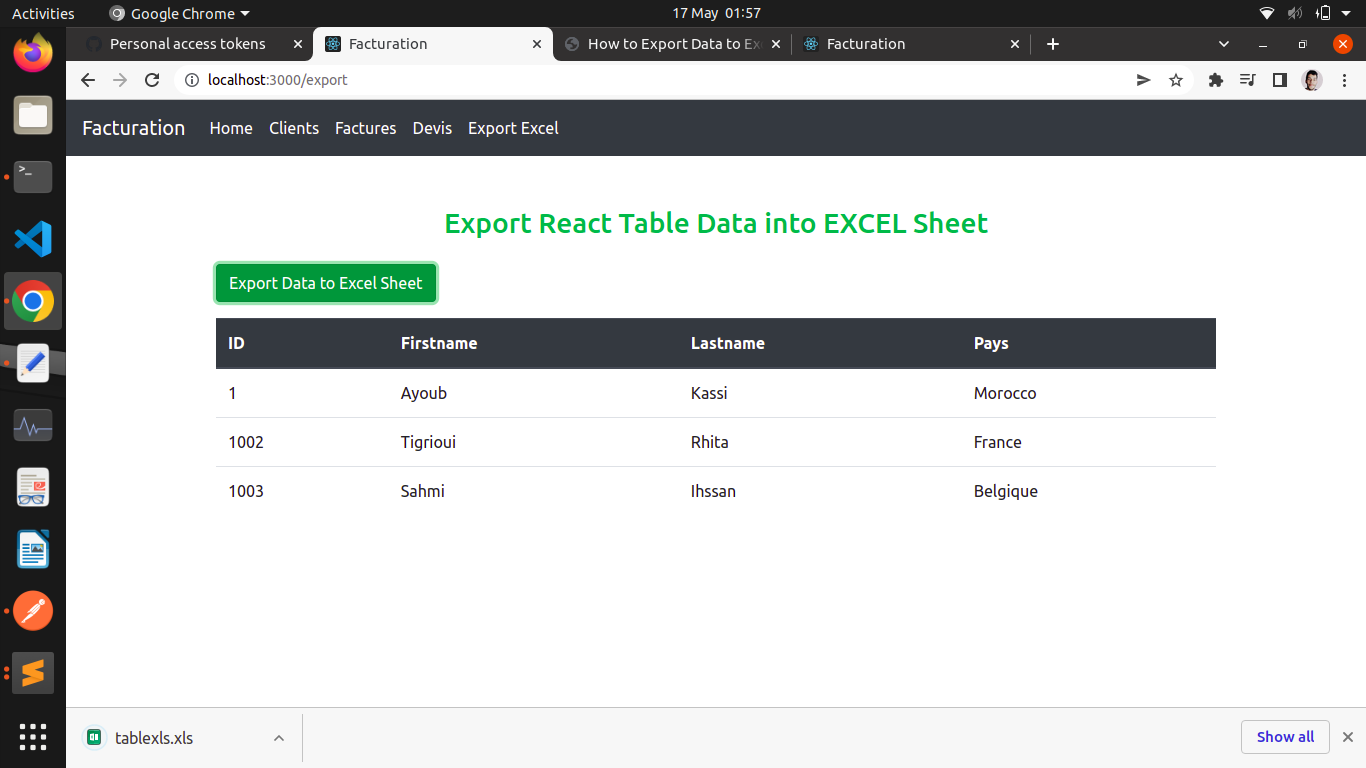 Activities Google Chrome 17 May 01:57
Personal access tokens Facturation How to Export Data to Ex Facturation
localhost:3000/export
Facturation Home Clients Factures Devis Export Excel
Export React Table Data into EXCEL Sheet
Export Data to Excel Sheet
ID Firstname Lastname Pays
1 Ayoub Kassi Morocco
1002 Tigrioui Rhita France
1003 Sahmi Ihssan Belgique
tablexls.xls Show all